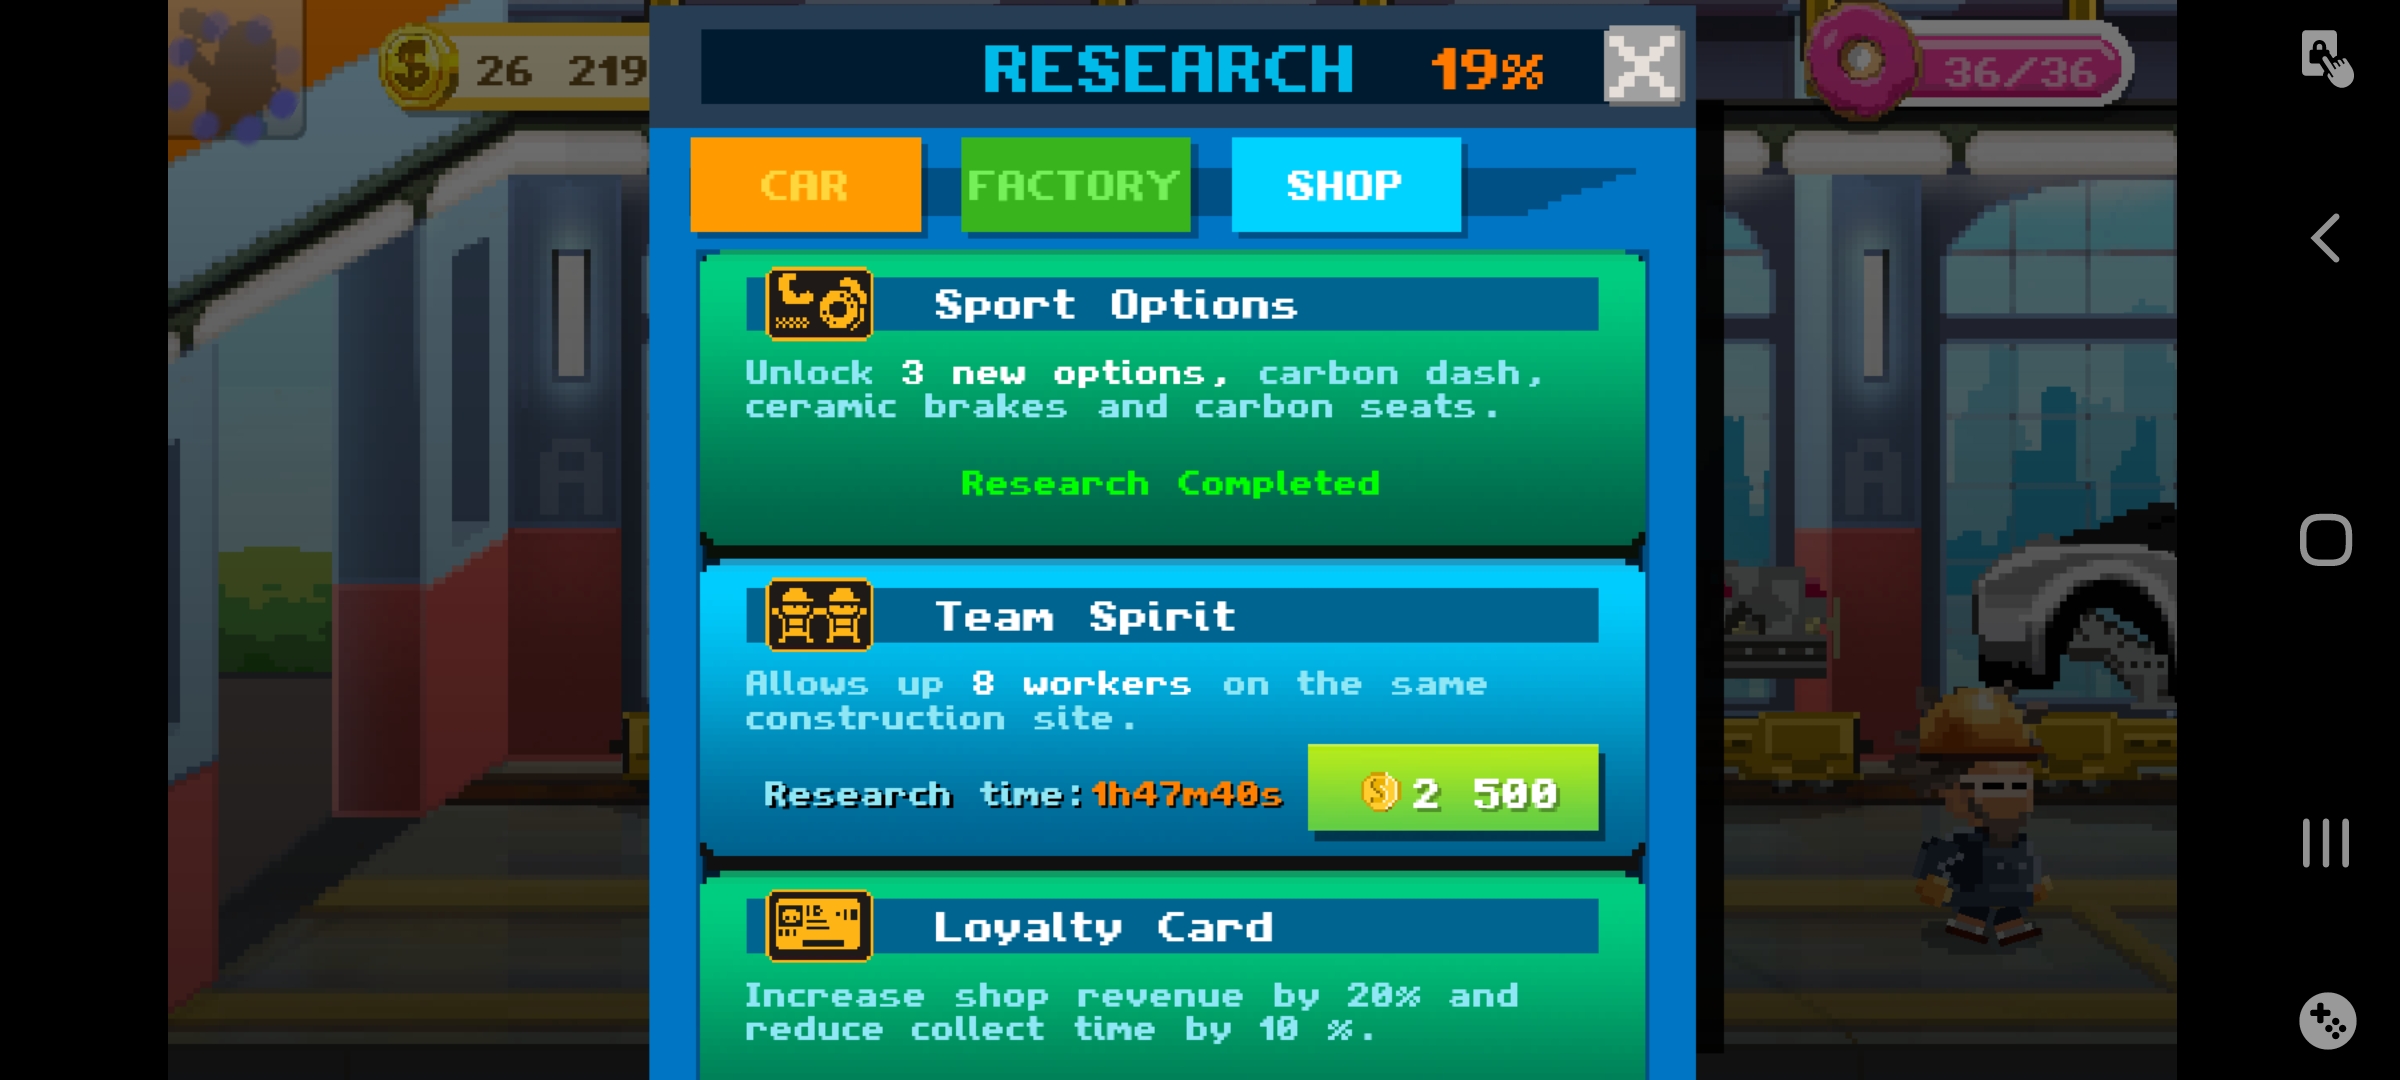 26 219
RESEARCH 19%
36/36
CAR FACTORY SHOP
Sport Options
Unlock 3 new options, carbon dash,
ceramic brakes and carbon seats.
Research Completed
A
A
Team Spirit
Allows up 8 workers on the same
construction site.
Research time:1h47m40s 2 500
Loyalty Card
Increase shop revenue by 20% and
reduce collect time by 10 %.